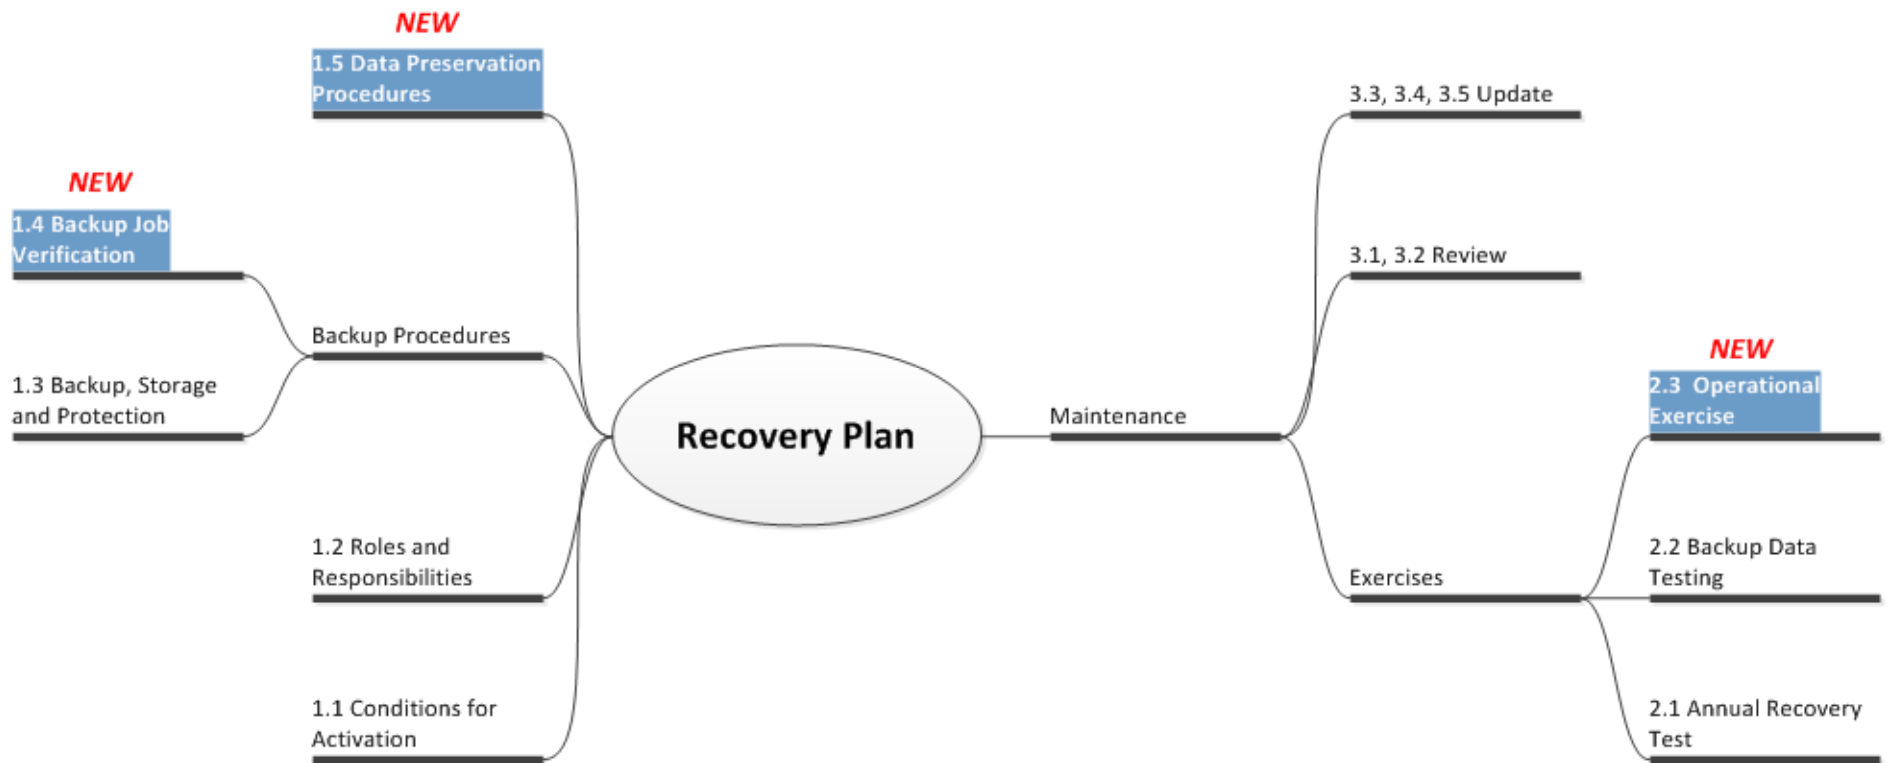 NEW
1.5 Data Preservation
Procedures
NEW
1.4 Backup Job
Verification
Backup Procedures
1.3 Backup, Storage
and Protection
1.2 Roles and
Responsibilities
1.1 Conditions for
Activation
Recovery Plan
Maintenance
3.3, 3.4, 3.5 Update
3.1, 3.2 Review
Exercises
NEW
2.3  Operational
Exercise
2.2 Backup Data
Testing
2.1 Annual Recovery
Test